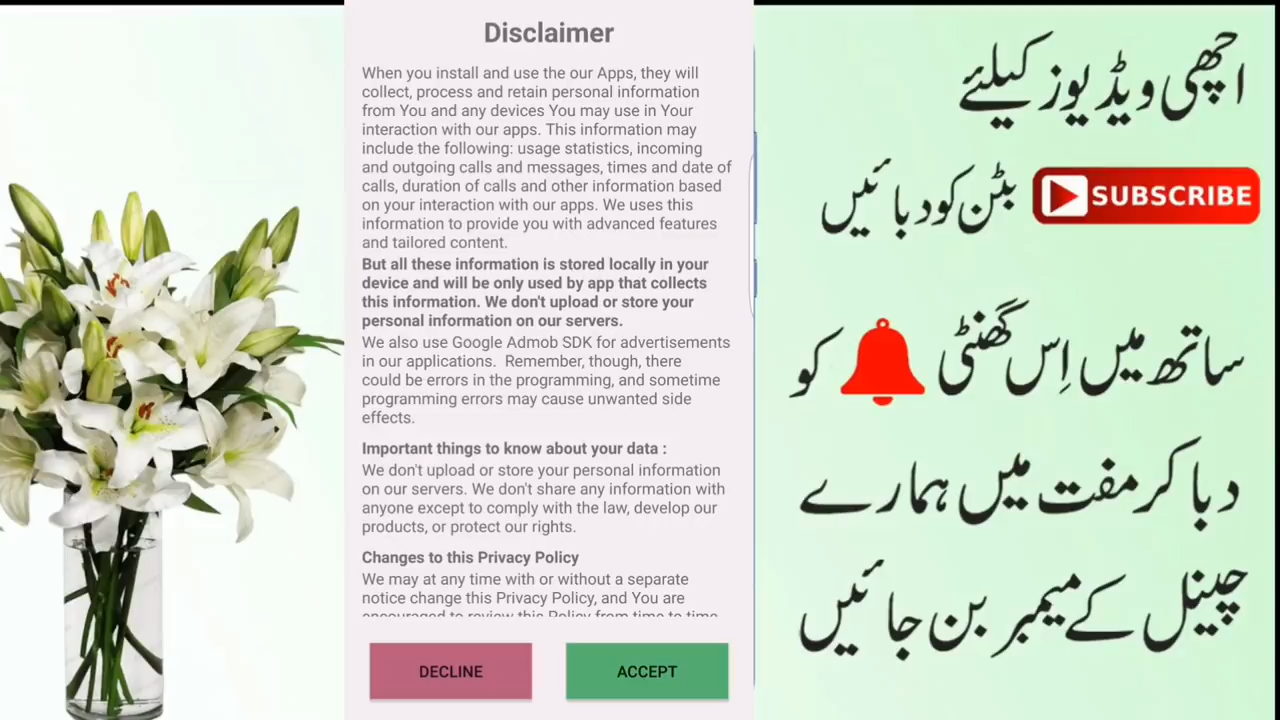 Disclaimer
When you install and use the our Apps, they will
collect, process and retain personal information
from You and any devices You may use in Your
interaction with our apps. This information may
include the following: usage statistics, incoming
and outgoing calls and messages, times and date of
calls, duration of calls and other information based
on your interaction with our apps. We uses this
information to provide you with advanced features
and tailored content.
But all these information is stored locally in your
device and will be only used by app that collects
this information. We don't upload or store your
personal information on our servers.
We also use Google Admob SDK for advertisements
in our applications. Remember, though, there
could be errors in the programming, and sometime
programming errors may cause unwanted side
effects.
Important things to know about your data :
We don't upload or store your personal information
on our servers. We don't share any information with
anyone except to comply with the law, develop our
products, or protect our rights.
Changes to this Privacy Policy
We may at any time with or without a separate
notice change this Privacy Policy, and You are
encouraged to review this Policy from time to time
DECLINE
ACCEPT
اچھی ویڈیوز کیلئے
SUBSCRIBE بٹن کو دبائیں
ساتھ میں اِس گھنٹی کو
دبا کر مفت میں ہمارے
چینل کے میمبر بن جائیں